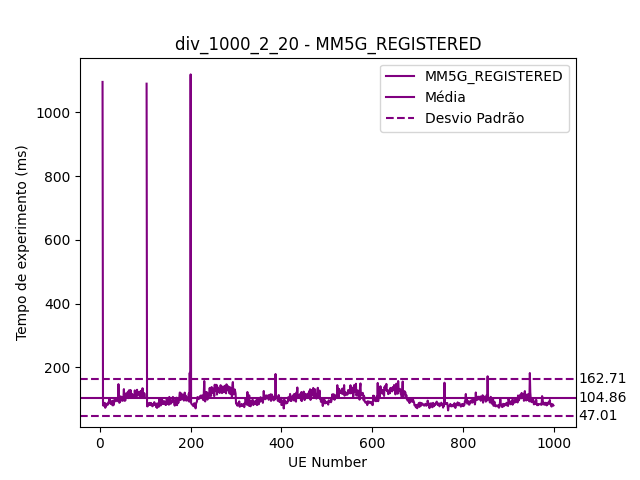 div_1000_2_20 - MM5G_REGISTERED
MM5G_REGISTERED
Média
Desvio Padrão
Tempo de experimento (ms)
1000
800
600
400
200
162.71
104.86
47.01
0
200
400
600
800
1000
UE Number